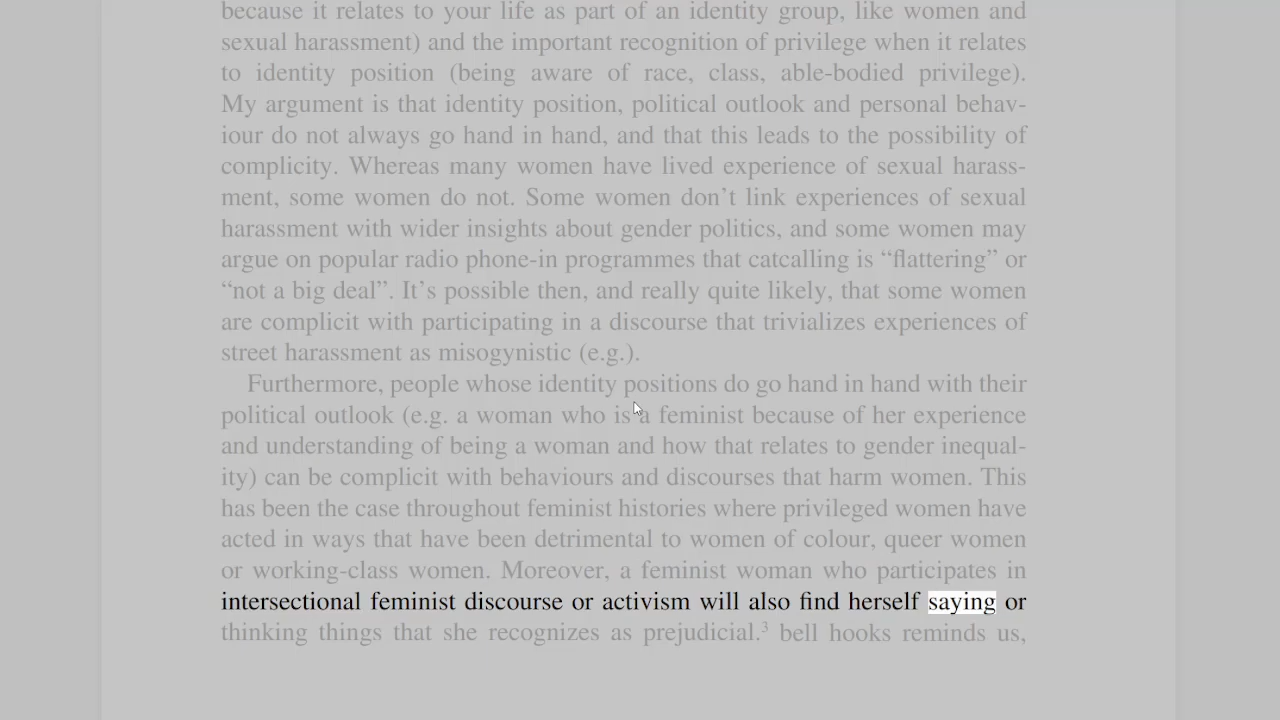 because it relates to your life as part of an identity group, like women and
sexual harassment) and the important recognition of privilege when it relates
to identity position (being aware of race, class, able-bodied privilege).
My argument is that identity position, political outlook and personal behav-
iour do not always go hand in hand, and that this leads to the possibility of
complicity. Whereas many women have lived experience of sexual harass-
ment, some women do not. Some women don’t link experiences of sexual
harassment with wider insights about gender politics, and some women may
argue on popular radio phone-in programmes that catcalling is “flattering” or
“not a big deal”. It’s possible then, and really quite likely, that some women
are complicit with participating in a discourse that trivializes experiences of
street harassment as misogynistic (e.g.).
Furthermore, people whose identity positions do go hand in hand with their
political outlook (e.g. a woman who is a feminist because of her experience
and understanding of being a woman and how that relates to gender inequal-
ity) can be complicit with behaviours and discourses that harm women. This
has been the case throughout feminist histories where privileged women have
acted in ways that have been detrimental to women of colour, queer women
or working-class women. Moreover, a feminist woman who participates in
intersectional feminist discourse or activism will also find herself saying or
thinking things that she recognizes as prejudicial.³ bell hooks reminds us,